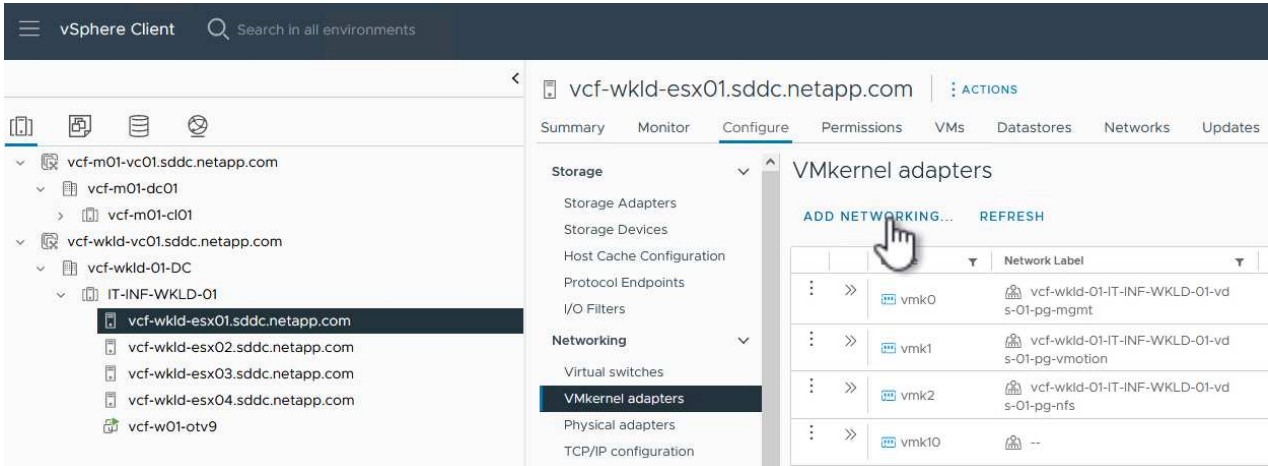 vSphere Client
Search in all environments
vcf-m01-vc01.sddc.netapp.com
vcf-m01-dc01
vcf-m01-cl01
vcf-wkld-vc01.sddc.netapp.com
vcf-wkld-01-DC
IT-INF-WKLD-01
vcf-wkld-esx01.sddc.netapp.com
vcf-wkld-esx02.sddc.netapp.com
vcf-wkld-esx03.sddc.netapp.com
vcf-wkld-esx04.sddc.netapp.com
vcf-w01-otv9
vcf-wkld-esx01.sddc.netapp.com
ACTIONS
Summary Monitor Configure Permissions VMs Datastores Networks Updates
Storage
Storage Adapters
Storage Devices
Host Cache Configuration
Protocol Endpoints
I/O Filters
Networking
Virtual switches
VMkernel adapters
Physical adapters
TCP/IP configuration
VMkernel adapters
ADD NETWORKING... REFRESH
Network Label
vmk0 vcf-wkld-01-IT-INF-WKLD-01-vd
s-01-pg-mgmt
vmk1 vcf-wkld-01-IT-INF-WKLD-01-vd
s-01-pg-vmotion
vmk2 vcf-wkld-01-IT-INF-WKLD-01-vd
s-01-pg-nfs
vmk10 --